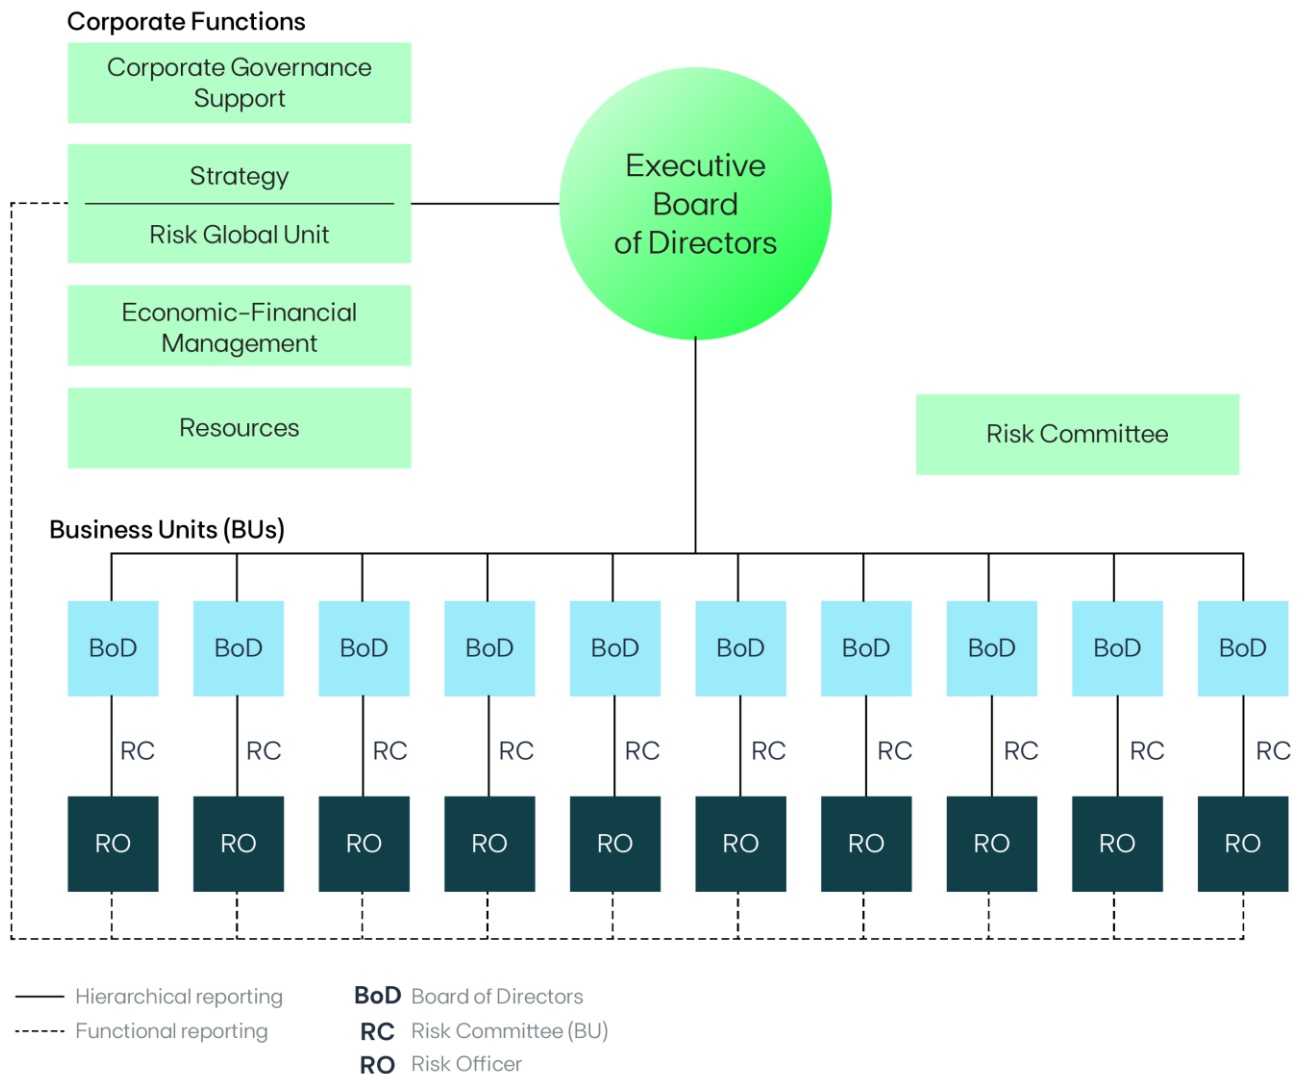 Corporate Functions
Corporate Governance
Support
Strategy
Risk Global Unit
Economic-Financial
Management
Resources
Executive
Board
of Directors
Risk Committee
Business Units (BUs)
BoD BoD BoD BoD BoD BoD BoD BoD BoD BoD
RC RC RC RC RC RC RC RC RC RC
RO RO RO RO RO RO RO RO RO RO
Hierarchical reporting
Functional reporting
BoD Board of Directors
RC Risk Committee (BU)
RO Risk Officer